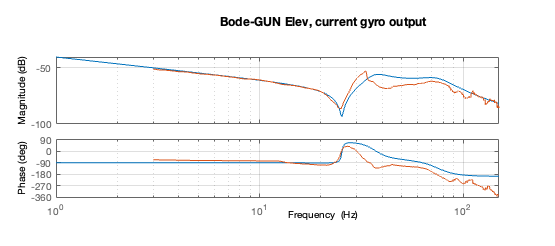 Bode-GUN Elev, current gyro output
Magnitude (dB)
-50
-100
Phase (deg)
90
0
-90
-180
-270
-360
10^0
10^1
10^2
Frequency (Hz)